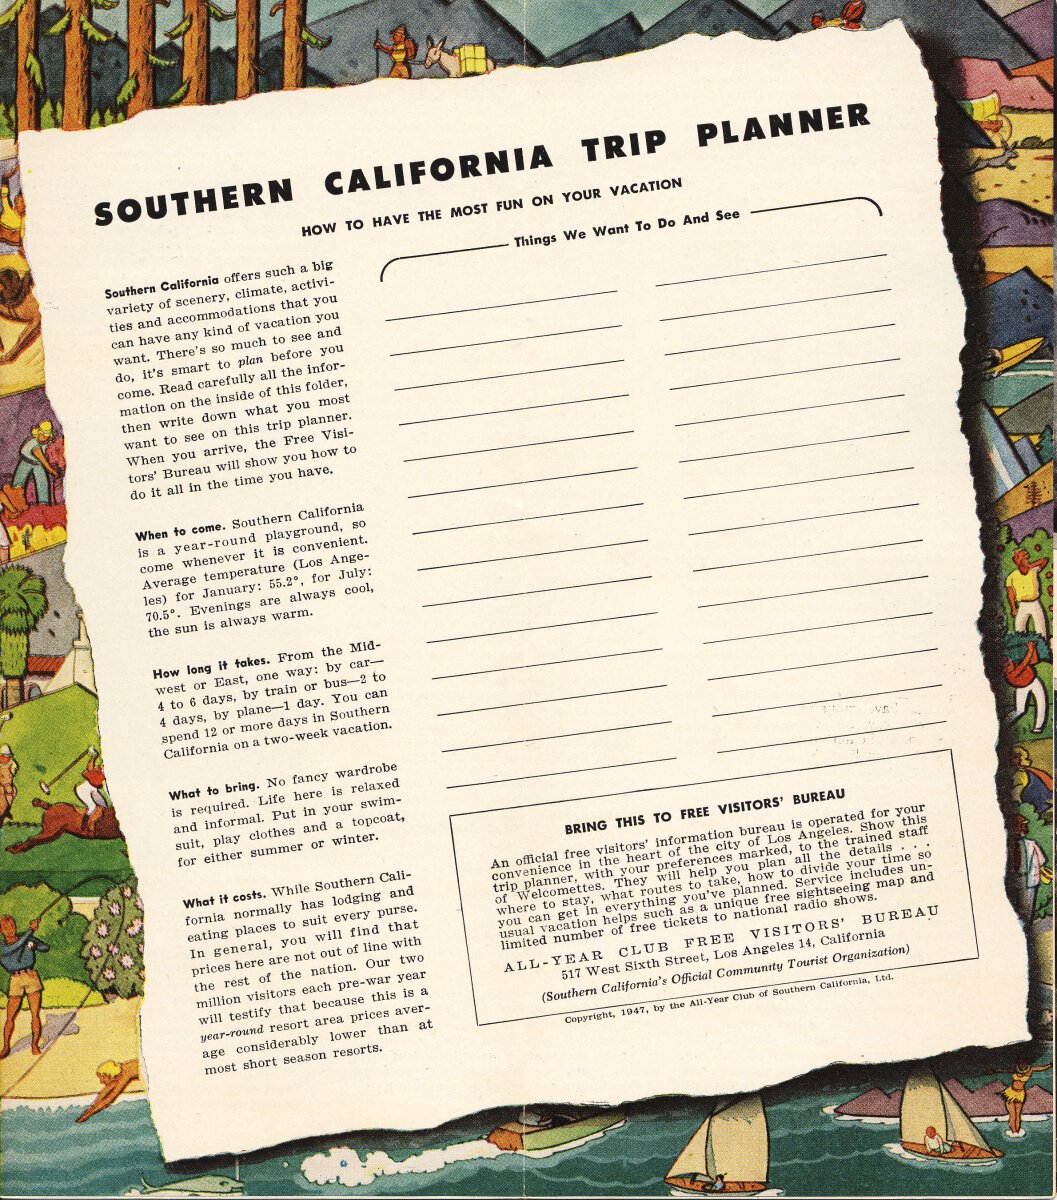 SOUTHERN CALIFORNIA TRIP PLANNER
HOW TO HAVE THE MOST FUN ON YOUR VACATION
Things We Want To Do And See
Southern California offers such a big
variety of scenery, climate, activi-
ties and accommodations that you
can have any kind of vacation you
want. There's so much to see and
do, it's smart to plan before you
come. Read carefully all the infor-
mation on the inside of this folder,
then write down what you most
want to see on this trip planner.
When you arrive, the Free Visi-
tors' Bureau will show you how to
do it all in the time you have.
When to come. Southern California
is a year-round playground, so
come whenever it is convenient.
Average temperature (Los Ange-
les) for January: 55.2°, for July:
70.5°. Evenings are always cool,
the sun is always warm.
How long it takes. From the Mid-
west or East, one way: by car—
4 to 6 days, by train or bus—2 to
4 days, by plane—1 day. You can
spend 12 or more days in Southern
California on a two-week vacation.
What to bring. No fancy wardrobe
is required. Life here is relaxed
and informal. Put in your swim-
suit, play clothes and a topcoat,
for either summer or winter.
What it costs. While Southern Cali-
fornia normally has lodging and
eating places to suit every purse.
In general, you will find that
prices here are not out of line with
the rest of the nation. Our two
million visitors each pre-war year
will testify that because this is a
year-round resort area prices aver-
age considerably lower than at
most short season resorts.
BRING THIS TO FREE VISITORS' BUREAU
An official free visitors' information bureau is operated for your
convenience in the heart of the city of Los Angeles. Show this
trip planner, with your preferences marked, to the trained staff
of Welcomettes. They will help you plan all the details . . .
where to stay, what routes to take, how to divide your time so
you can get in everything you've planned. Service includes un-
usual vacation helps such as a unique free sightseeing map and
limited number of free tickets to national radio shows.
ALL-YEAR CLUB FREE VISITORS' BUREAU
517 West Sixth Street, Los Angeles 14, California
(Southern California's Official Community Tourist Organization)
Copyright, 1947, by the All-Year Club of Southern California, Ltd.